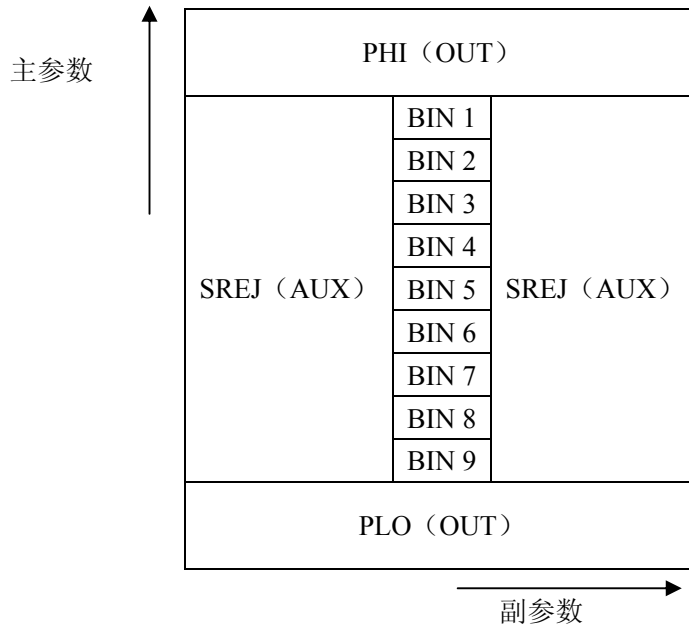 主参数
PHI（OUT）
BIN 1
BIN 2
BIN 3
BIN 4
SREJ（AUX）
BIN 5
SREJ（AUX）
BIN 6
BIN 7
BIN 8
BIN 9
PLO（OUT）
副参数